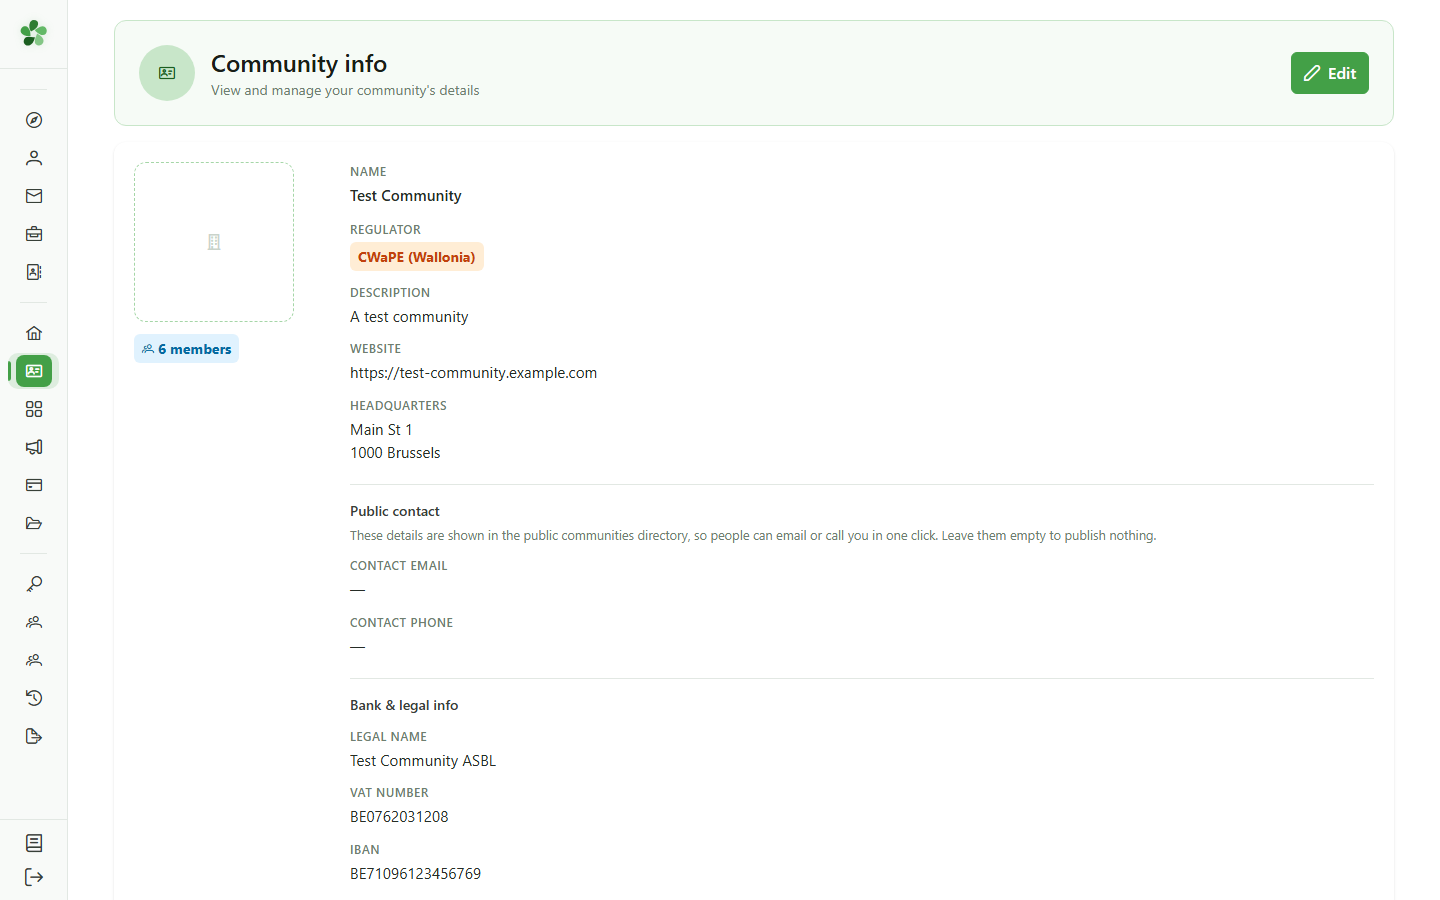 Community info
View and manage your community's details
Edit
NAME
Test Community
REGULATOR
CWaPE (Wallonia)
DESCRIPTION
A test community
6 members
WEBSITE
https://test-community.example.com
HEADQUARTERS
Main St 1
1000 Brussels
Public contact
These details are shown in the public communities directory, so people can email or call you in one click. Leave them empty to publish nothing.
CONTACT EMAIL
—
CONTACT PHONE
—
Bank & legal info
LEGAL NAME
Test Community ASBL
VAT NUMBER
BE0762031208
IBAN
BE71096123456769